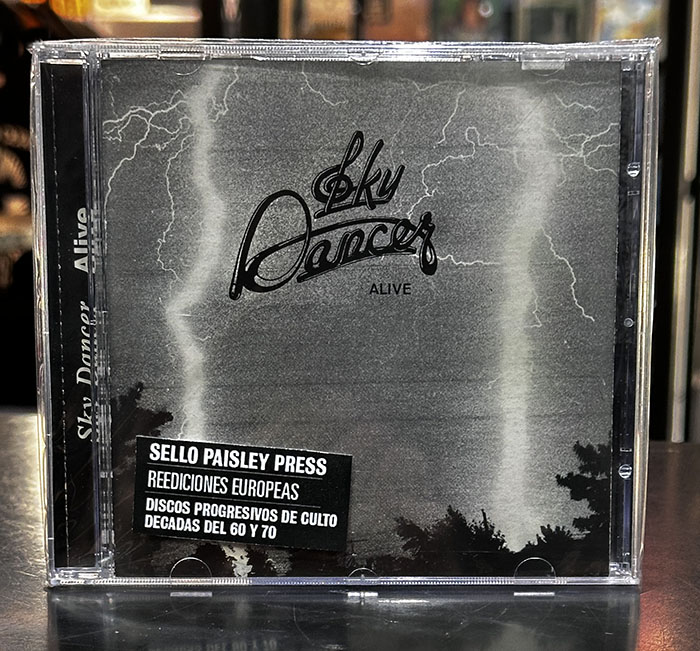 Sky
Dancer
ALIVE
Sky Dancer Alive
SELLO PAISLEY PRESS
REEDICIONES EUROPEAS
DISCOS PROGRESIVOS DE CULTO
DECADAS DEL 60 Y 70